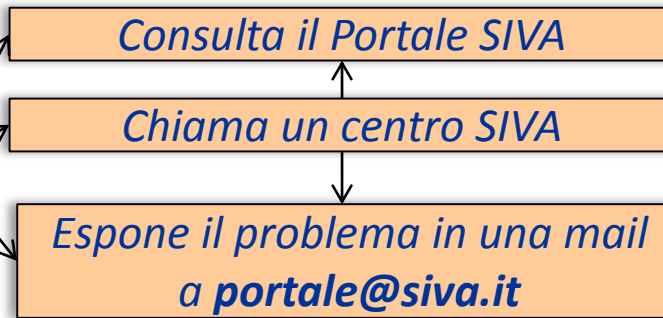 Consulta il Portale SIVA
Chiama un centro SIVA
Espone il problema in una mail
a portale@siva.it